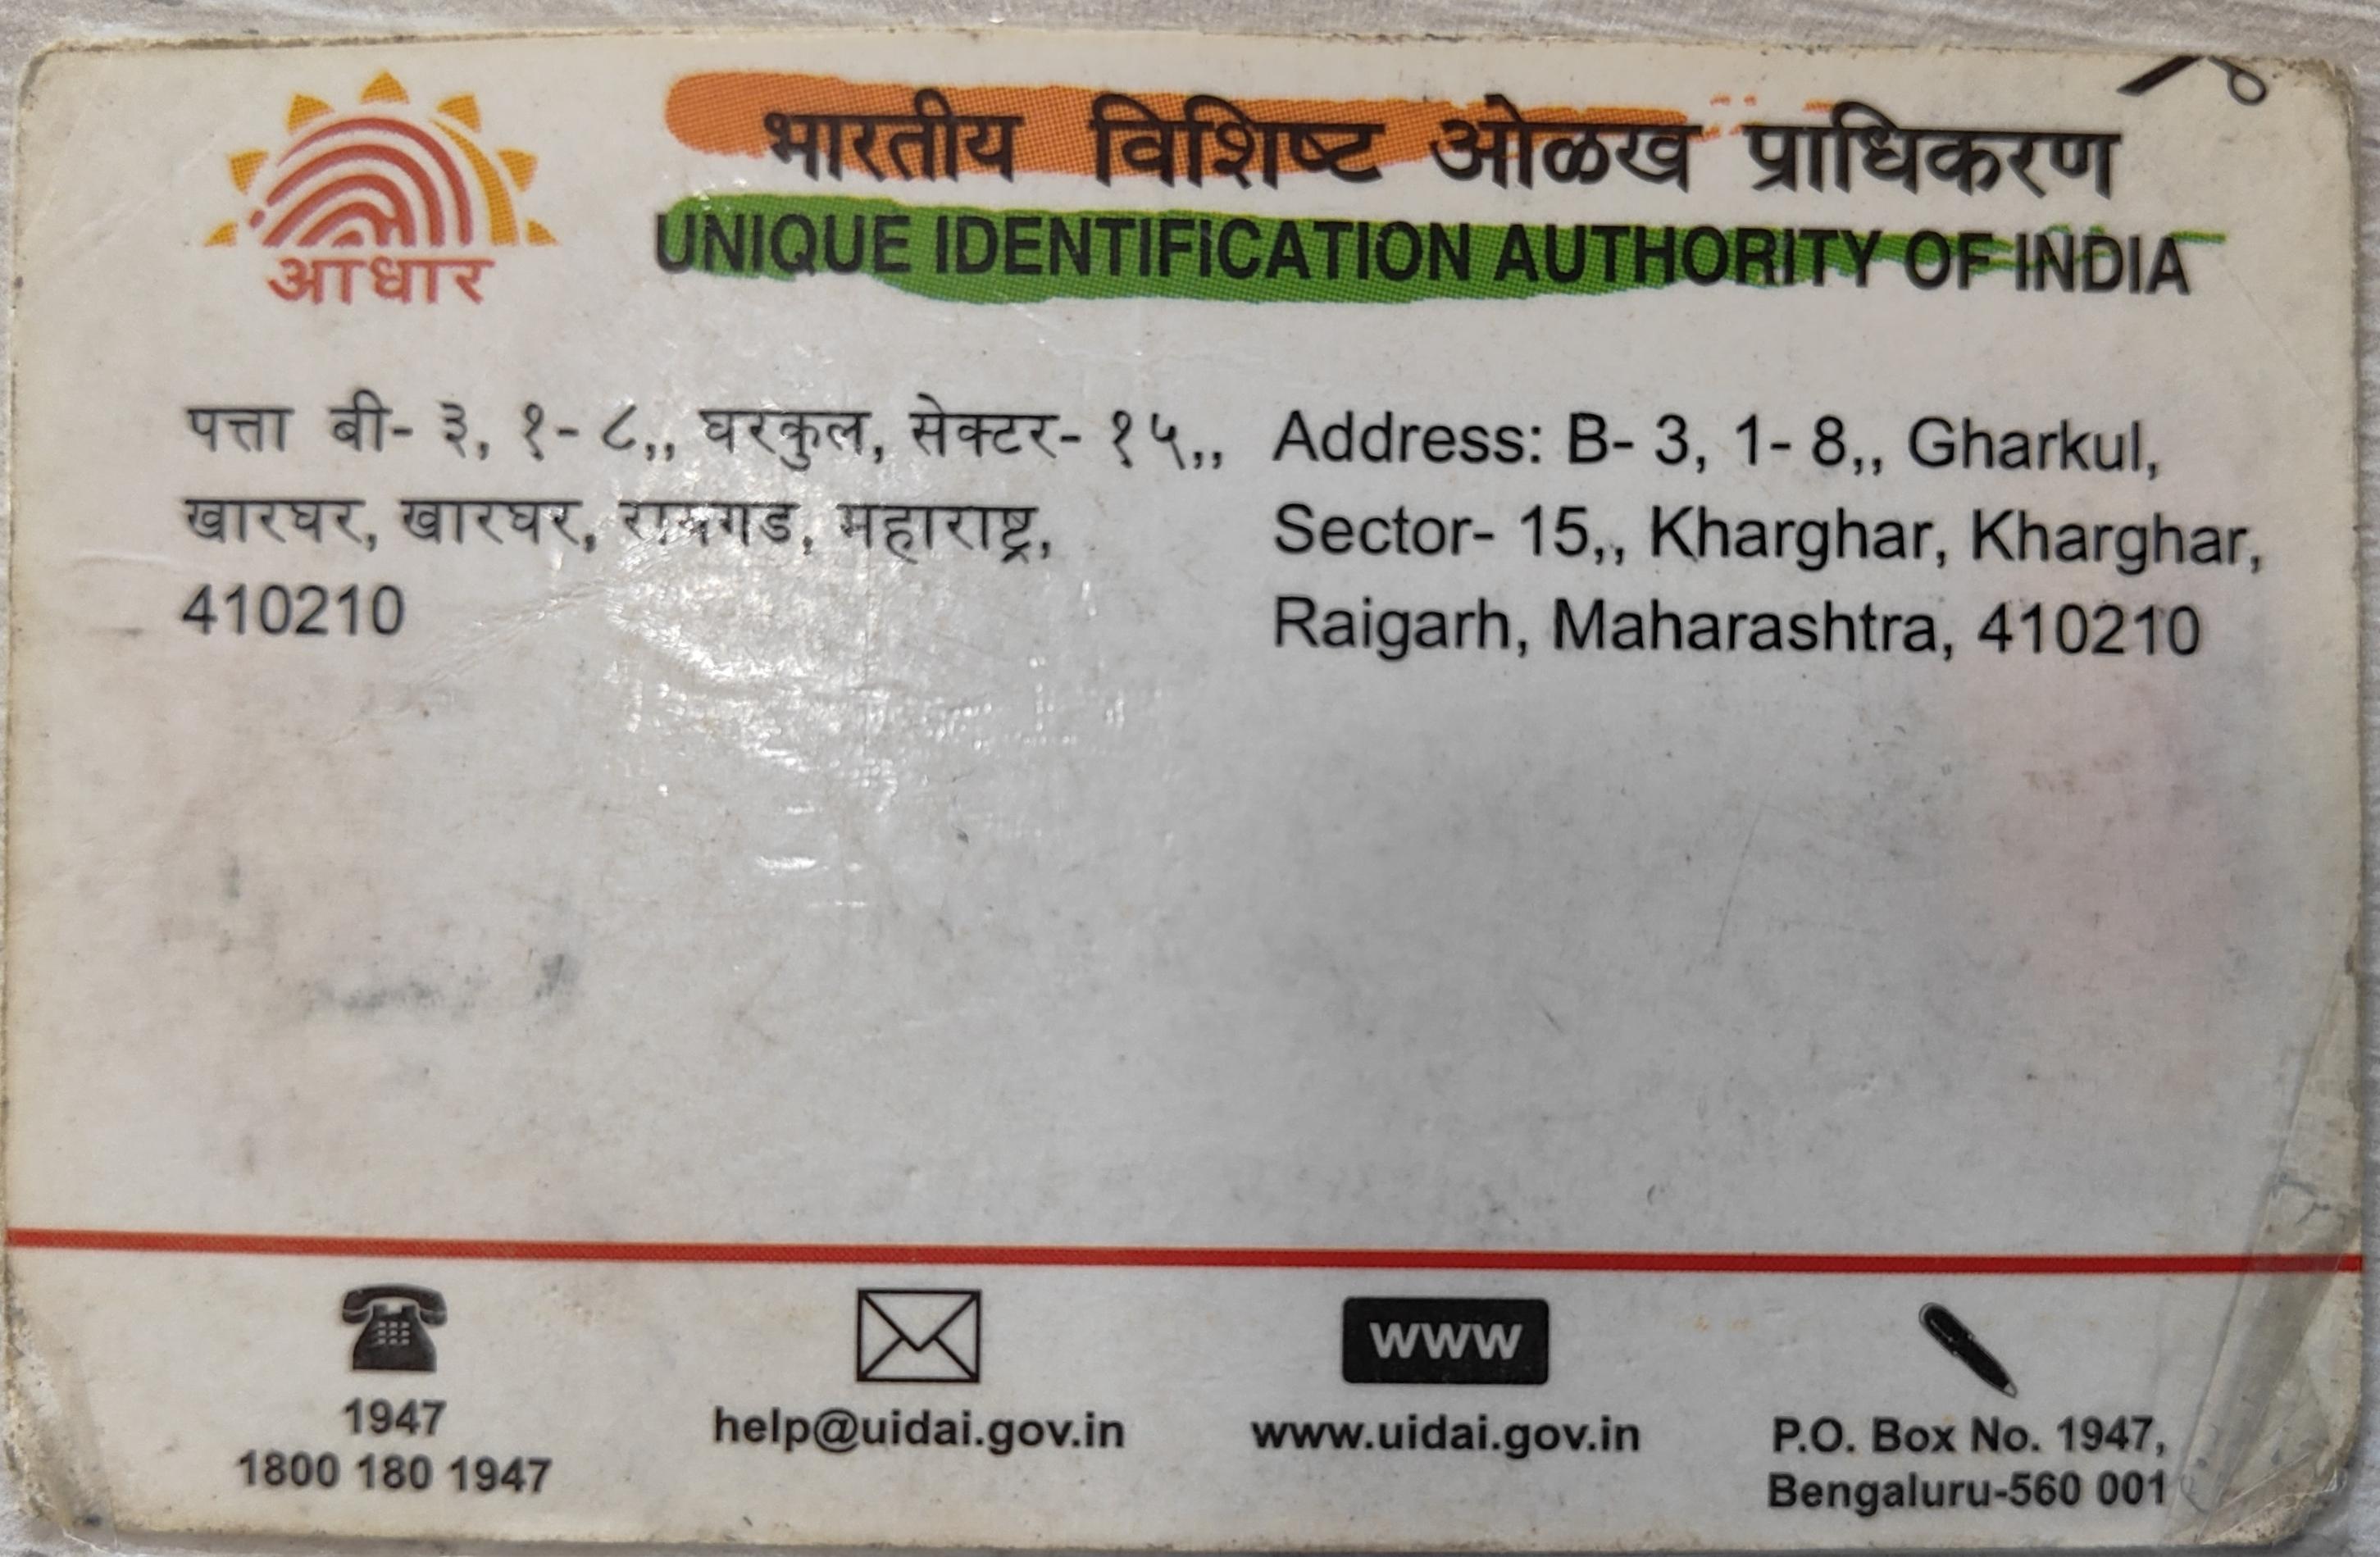 आधार
भारतीय विशिष्ट ओळख प्राधिकरण
UNIQUE IDENTIFICATION AUTHORITY OF INDIA
पत्ता बी- ३, १- ८,, घरकुल, सेक्टर- १५,,
खारघर, खारघर, रायगड, महाराष्ट्र,
410210
Address: B- 3, 1- 8,, Gharkul,
Sector- 15,, Kharghar, Kharghar,
Raigarh, Maharashtra, 410210
1947
1800 180 1947
help@uidai.gov.in
www
www.uidai.gov.in
P.O. Box No. 1947,
Bengaluru-560 001